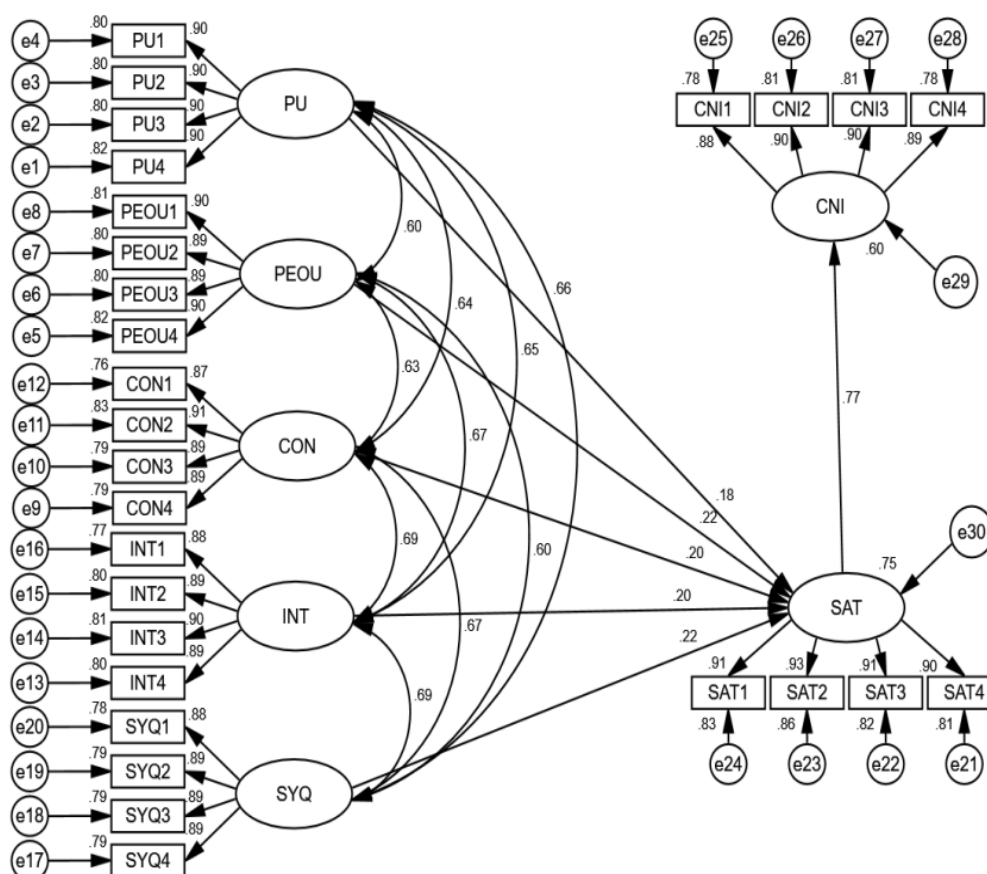 e4 .80 PU1 .90
e3 .80 PU2 .90
e2 .80 PU3 .90
e1 .82 PU4 .90
PU
e8 .81 PEOU1 .90
e7 .80 PEOU2 .89
e6 .80 PEOU3 .89
e5 .82 PEOU4 .90
PEOU
e12 .76 CON1 .87
e11 .83 CON2 .91
e10 .79 CON3 .89
e9 .79 CON4 .89
CON
e16 .77 INT1 .88
e15 .80 INT2 .89
e14 .81 INT3 .90
e13 .80 INT4 .89
INT
e20 .78 SYQ1 .88
e19 .79 SYQ2 .89
e18 .79 SYQ3 .89
e17 .79 SYQ4 .89
SYQ
.60
.64
.66
.65
.63
.67
.69
.60
.67
.69
.18
.22
.20
.20
.22
e25 e26 e27 e28
.78 .81 .81 .78
CNI1 CNI2 CNI3 CNI4
.88 .90 .90 .89
CNI
.60
e29
.77
e30
.75
SAT
.91 .93 .91 .90
SAT1 SAT2 SAT3 SAT4
.83 .86 .82 .81
e24 e23 e22 e21